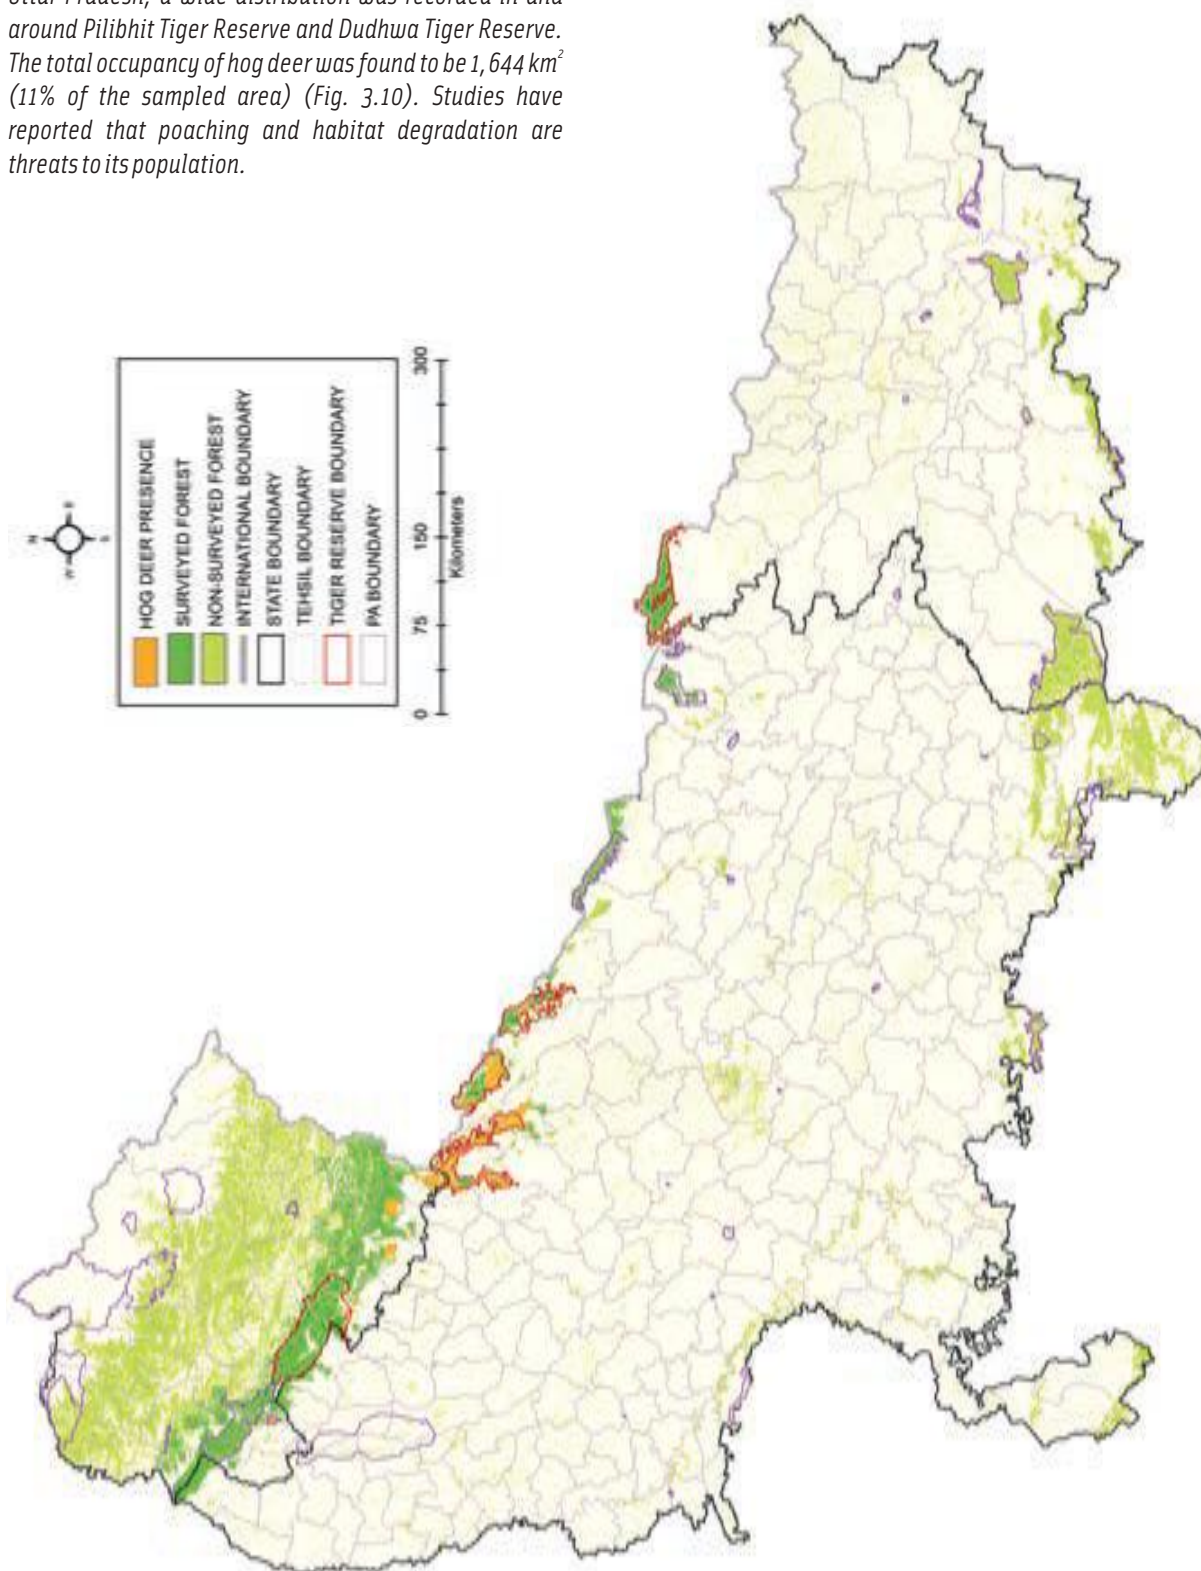 Uttar Pradesh, a wide distribution was recorded in and
around Pilibhit Tiger Reserve and Dudhwa Tiger Reserve.
The total occupancy of hog deer was found to be 1,644 km²
(11% of the sampled area) (Fig. 3.10). Studies have
reported that poaching and habitat degradation are
threats to its population.
N
W
E
S
HOG DEER PRESENCE
SURVEYED FOREST
NON-SURVEYED FOREST
INTERNATIONAL BOUNDARY
STATE BOUNDARY
TEHSIL BOUNDARY
TIGER RESERVE BOUNDARY
PA BOUNDARY
0 75 150 300
Kilometers